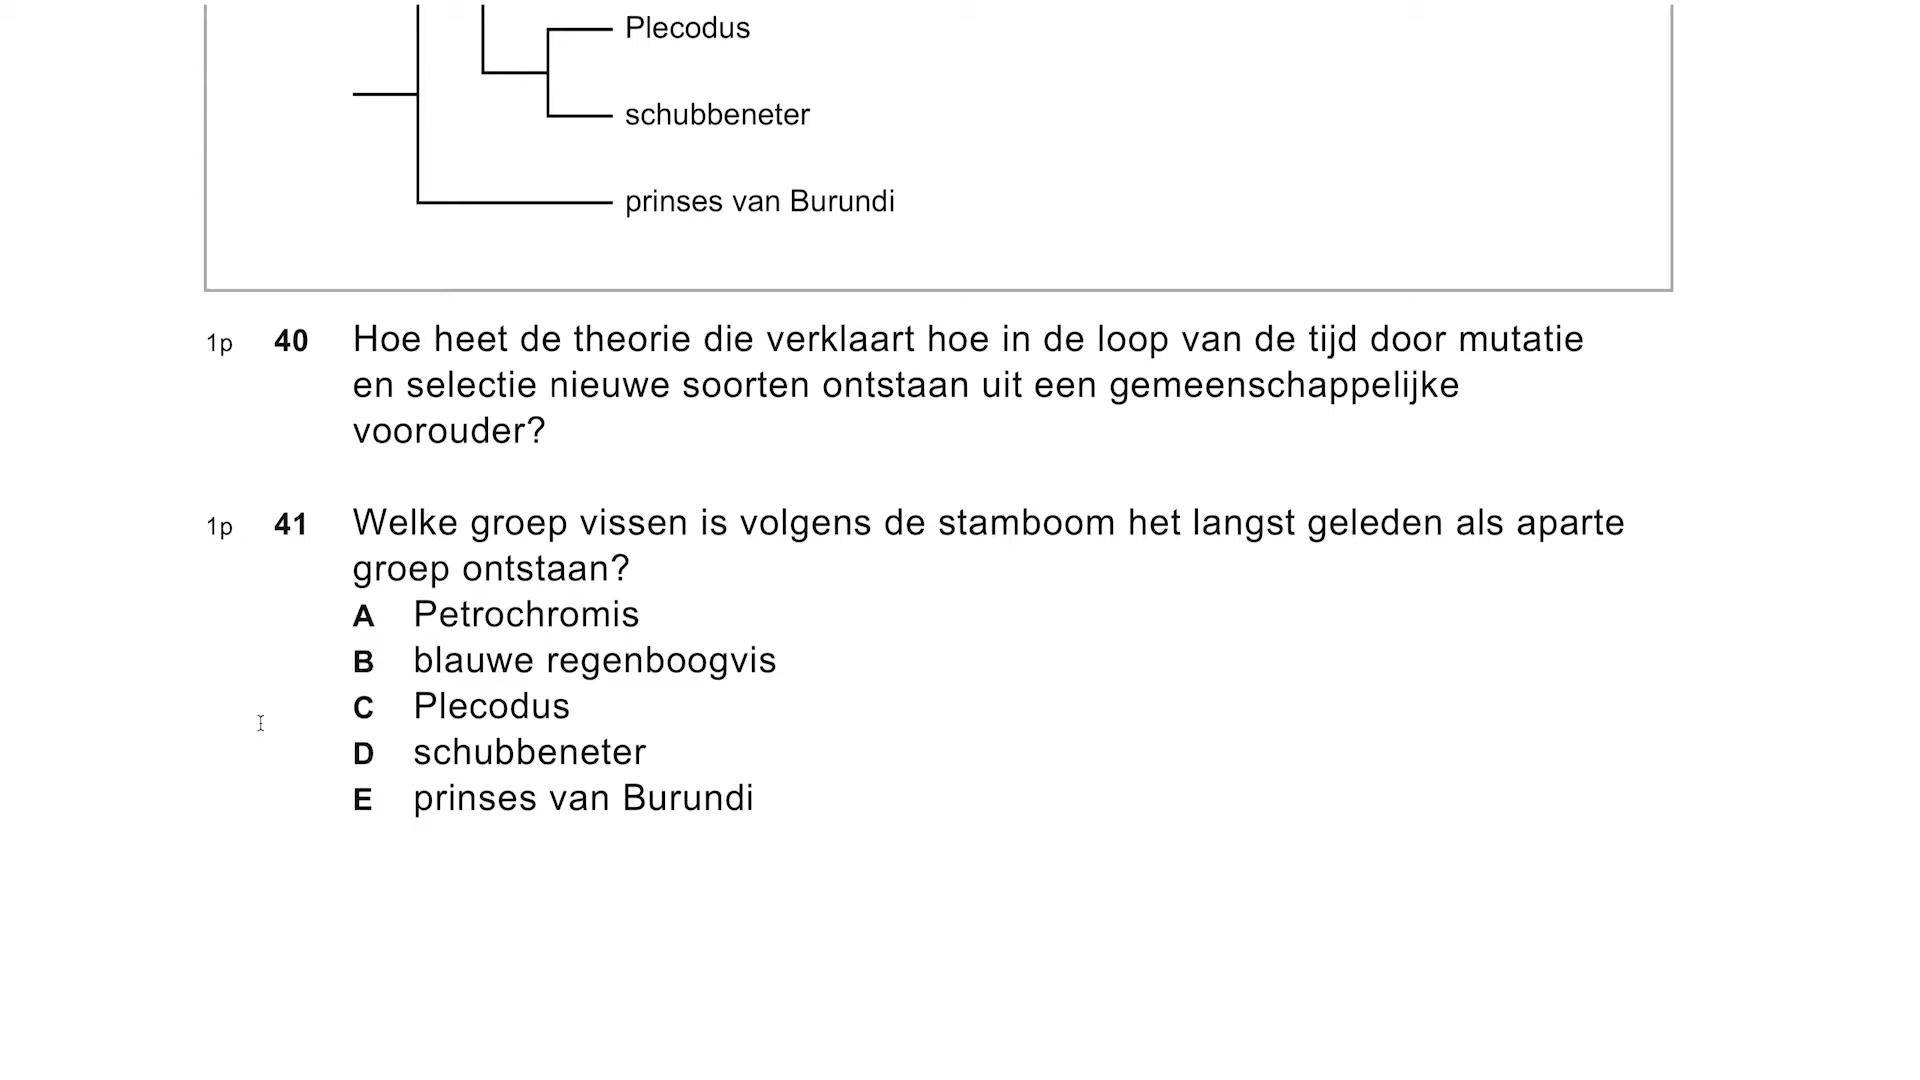 Plecodus
schubbeneter
prinses van Burundi
1p 40 Hoe heet de theorie die verklaart hoe in de loop van de tijd door mutatie
en selectie nieuwe soorten ontstaan uit een gemeenschappelijke
voorouder?
1p 41 Welke groep vissen is volgens de stamboom het langst geleden als aparte
groep ontstaan?
A Petrochromis
B blauwe regenboogvis
C Plecodus
D schubbeneter
E prinses van Burundi